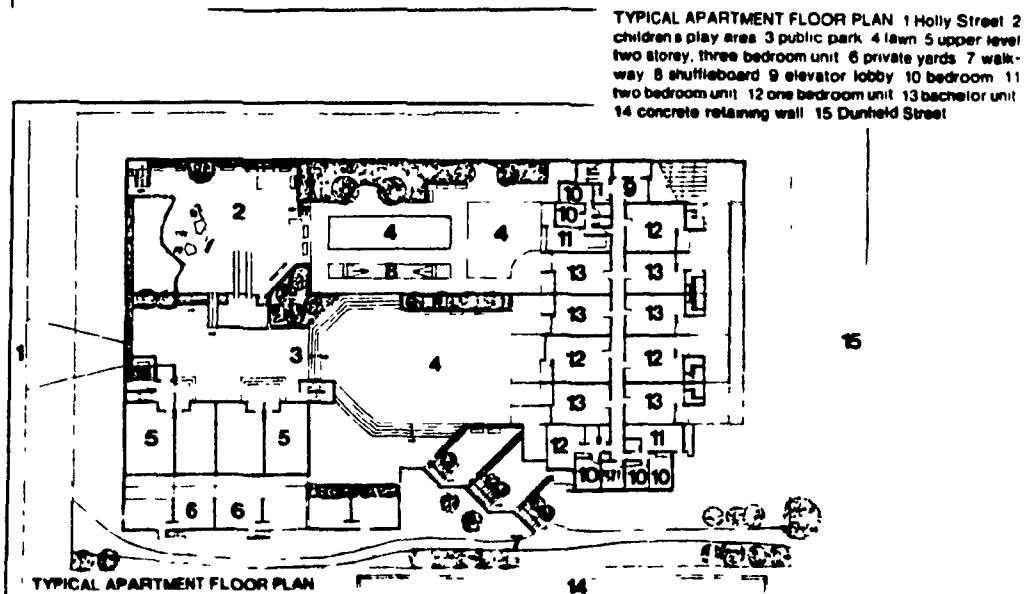 TYPICAL APARTMENT FLOOR PLAN 1 Holly Street 2
children s play area 3 public park 4 lawn 5 upper level
two storey, three bedroom unit 6 private yards 7 walk-
way 8 shuffleboard 9 elevator lobby 10 bedroom 11
two bedroom unit 12 one bedroom unit 13 bachelor unit
14 concrete retaining wall 15 Dunfield Street
10 9
2 10
4 4 11 12
8 13 13
13 13
1 3 4 12 12 15
13 13
5 5 12 11
10 10 10
6 6
7
TYPICAL APARTMENT FLOOR PLAN 14